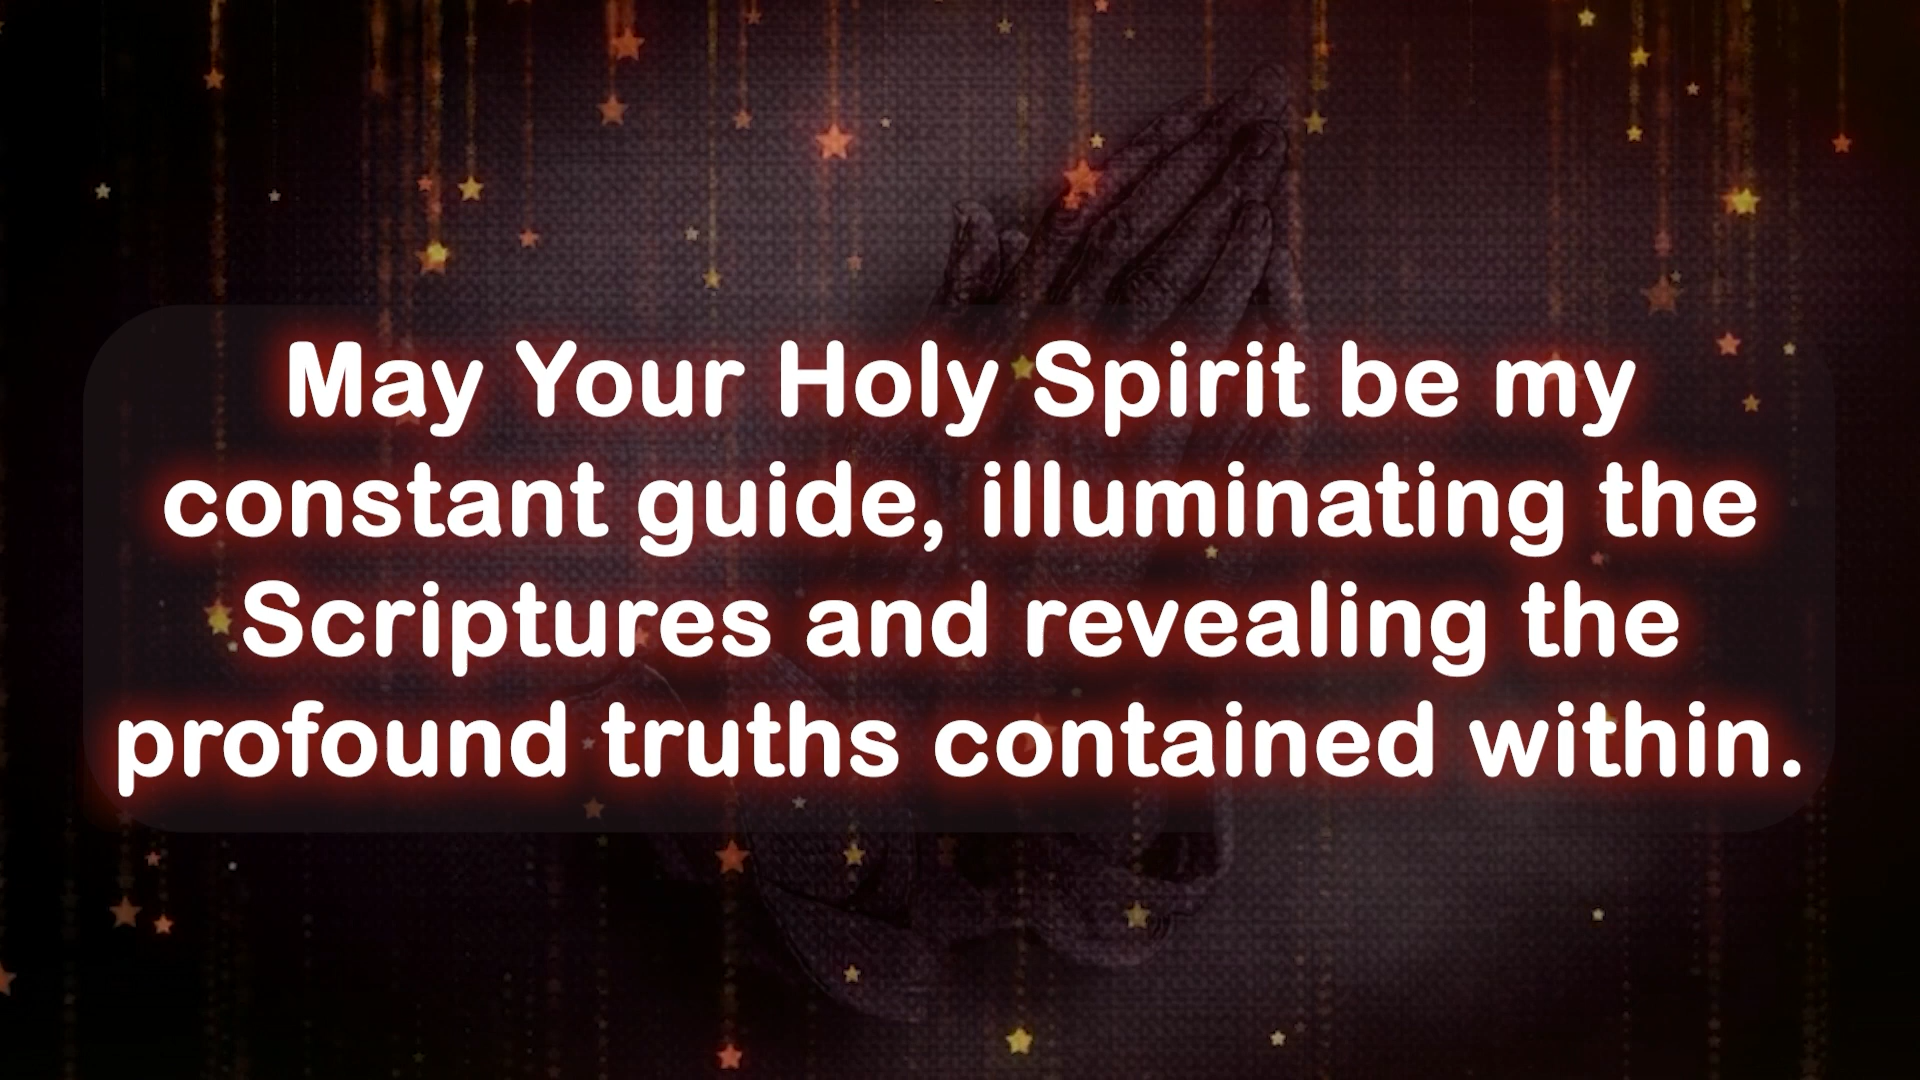 May Your Holy Spirit be my
constant guide, illuminating the
Scriptures and revealing the
profound truths contained within.